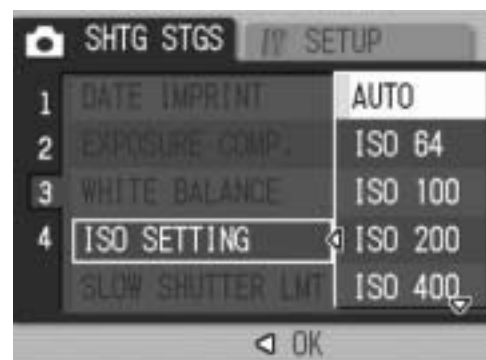 SHTG STGS SETUP
1 DATE IMPRINT AUTO
2 EXPOSURE COMP. ISO 64
3 WHITE BALANCE ISO 100
4 ISO SETTING ISO 200
SLOW SHUTTER LMT ISO 400
OK